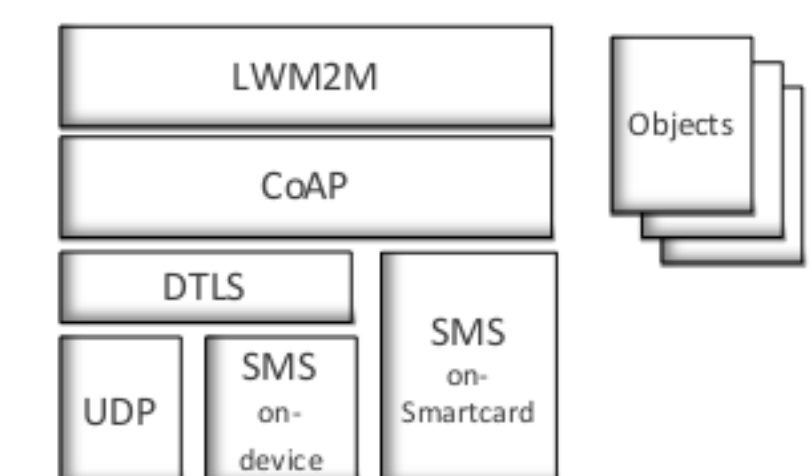 LWM2M
Objects
CoAP
DTLS
SMS
on-
Smartcard
UDP
SMS
on-
device